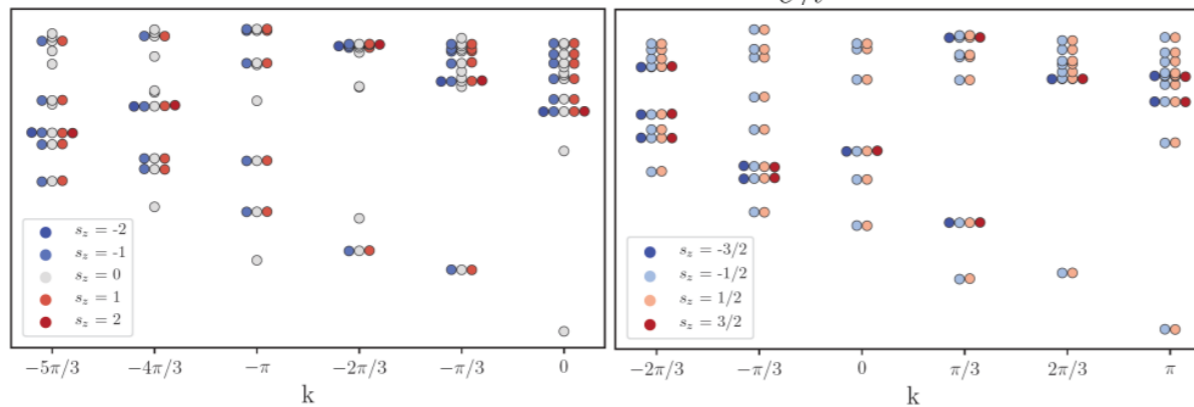 s_z = -2
s_z = -1
s_z = 0
s_z = 1
s_z = 2
−5π/3 −4π/3 −π −2π/3 −π/3 0
k
s_z = -3/2
s_z = -1/2
s_z = 1/2
s_z = 3/2
−2π/3 −π/3 0 π/3 2π/3 π
k